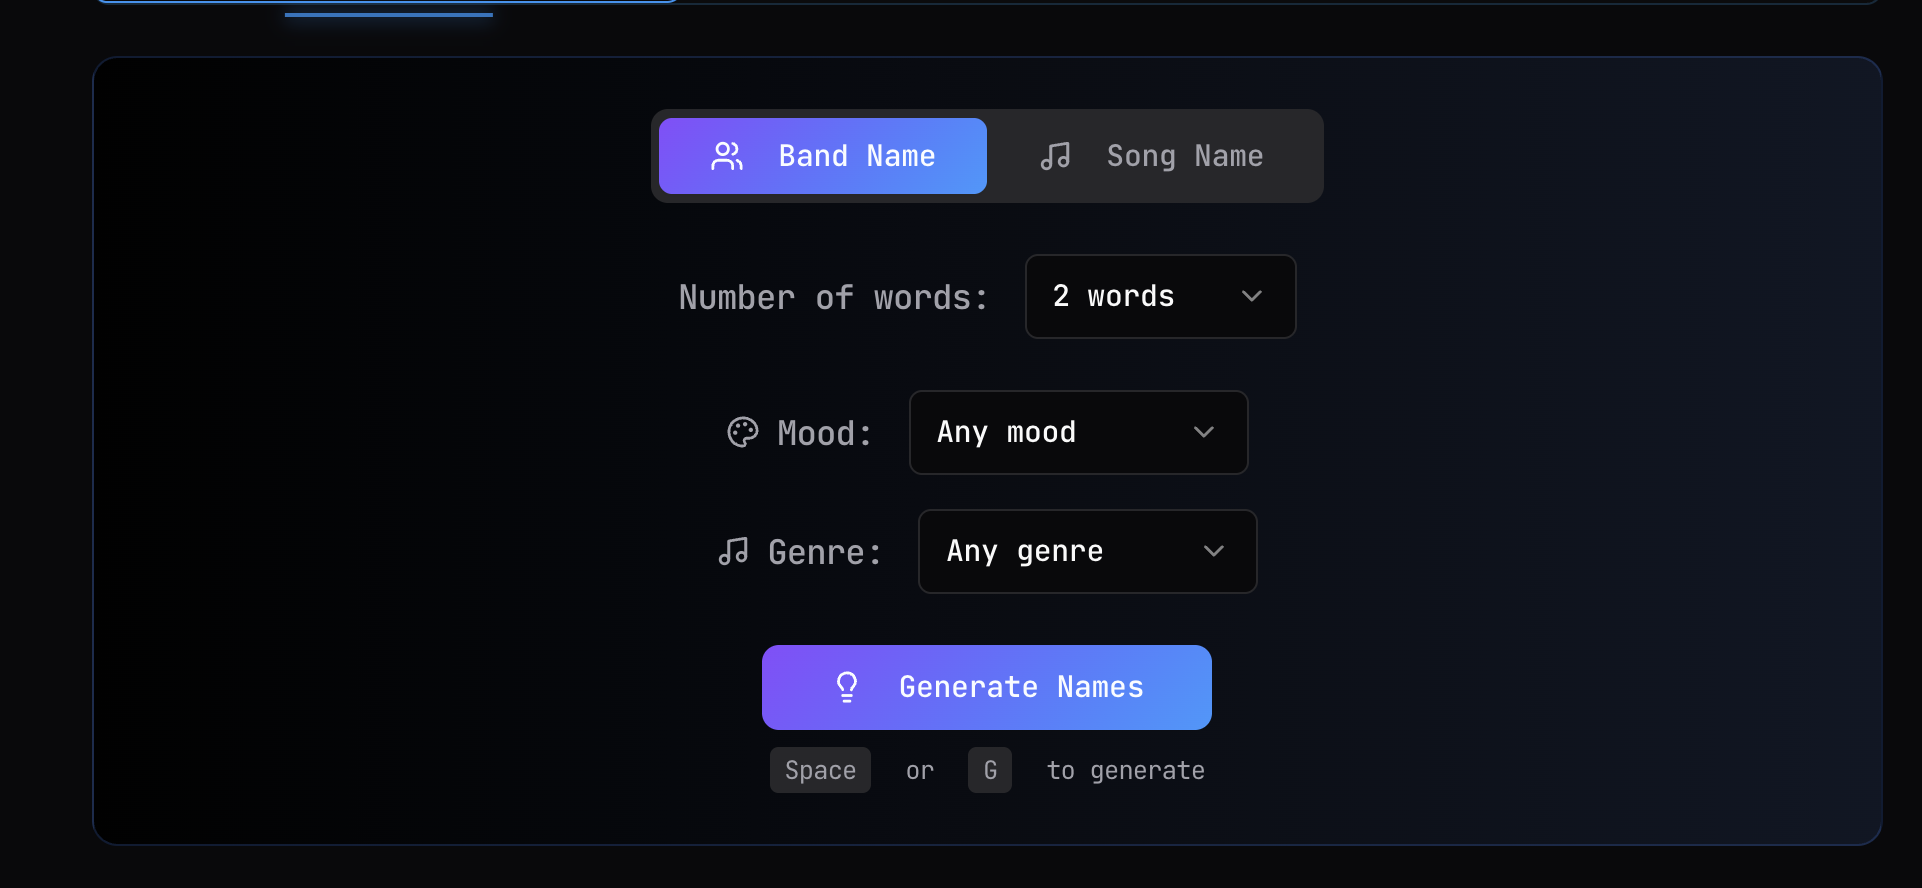 Band Name Song Name
Number of words: 2 words
Mood: Any mood
Genre: Any genre
Generate Names
Space or G to generate